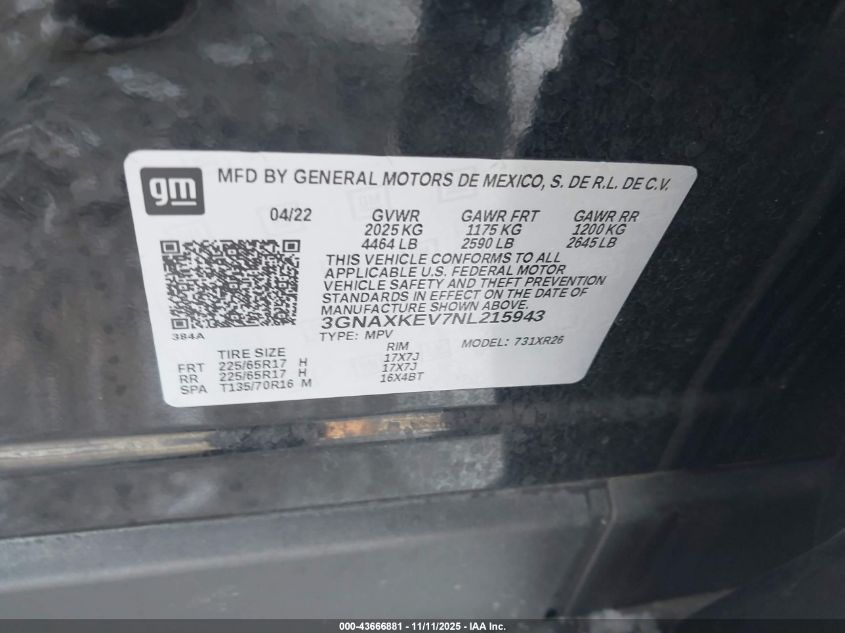 gm
MFD BY GENERAL MOTORS DE MEXICO, S. DE R.L. DE C.V.
04/22 GVWR GAWR FRT GAWR RR
2025 KG 1175 KG 1200 KG
4464 LB 2590 LB 2645 LB
THIS VEHICLE CONFORMS TO ALL
APPLICABLE U.S. FEDERAL MOTOR
VEHICLE SAFETY AND THEFT PREVENTION
STANDARDS IN EFFECT ON THE DATE OF
MANUFACTURE SHOWN ABOVE.
3GNAXKEV7NL215943
384A
TYPE: MPV MODEL: 731XR26
TIRE SIZE RIM
FRT 225/65R17 H 17X7J
RR 225/65R17 H 17X7J
SPA T135/70R16 M 16X4BT
000-43666881 - 11/11/2025 - IAA Inc.